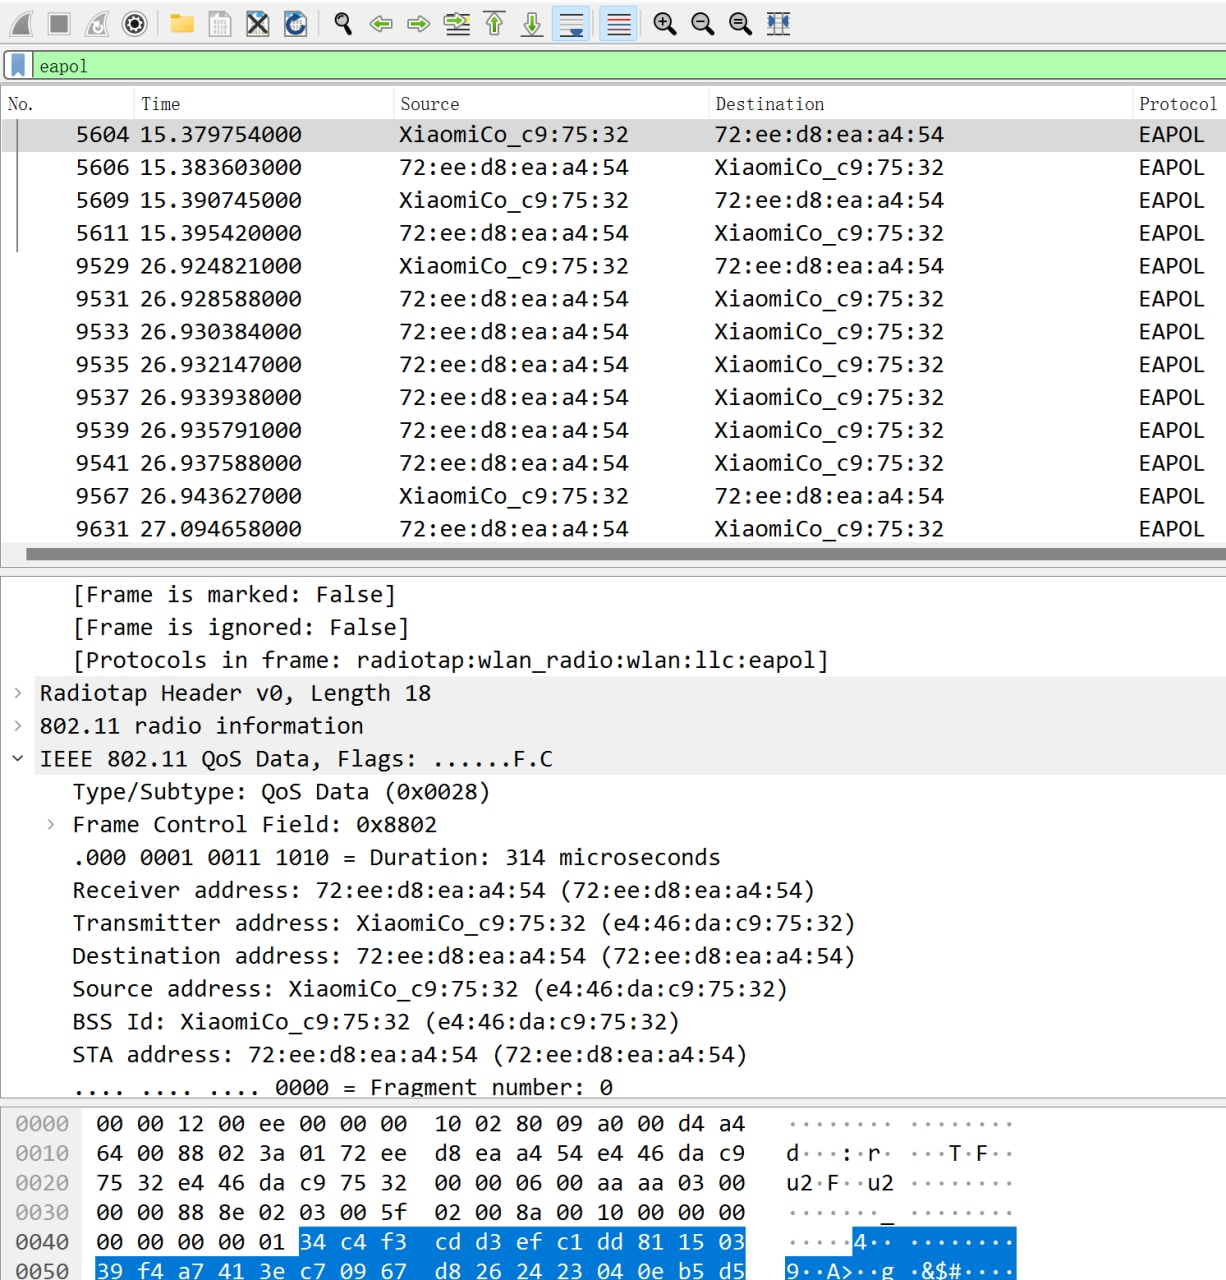 eapol
No. Time Source Destination Protocol
5604 15.379754000 XiaomiCo_c9:75:32 72:ee:d8:ea:a4:54 EAPOL
5606 15.383603000 72:ee:d8:ea:a4:54 XiaomiCo_c9:75:32 EAPOL
5609 15.390745000 XiaomiCo_c9:75:32 72:ee:d8:ea:a4:54 EAPOL
5611 15.395420000 72:ee:d8:ea:a4:54 XiaomiCo_c9:75:32 EAPOL
9529 26.924821000 XiaomiCo_c9:75:32 72:ee:d8:ea:a4:54 EAPOL
9531 26.928588000 72:ee:d8:ea:a4:54 XiaomiCo_c9:75:32 EAPOL
9533 26.930384000 72:ee:d8:ea:a4:54 XiaomiCo_c9:75:32 EAPOL
9535 26.932147000 72:ee:d8:ea:a4:54 XiaomiCo_c9:75:32 EAPOL
9537 26.933938000 72:ee:d8:ea:a4:54 XiaomiCo_c9:75:32 EAPOL
9539 26.935791000 72:ee:d8:ea:a4:54 XiaomiCo_c9:75:32 EAPOL
9541 26.937588000 72:ee:d8:ea:a4:54 XiaomiCo_c9:75:32 EAPOL
9567 26.943627000 XiaomiCo_c9:75:32 72:ee:d8:ea:a4:54 EAPOL
9631 27.094658000 72:ee:d8:ea:a4:54 XiaomiCo_c9:75:32 EAPOL
[Frame is marked: False]
[Frame is ignored: False]
[Protocols in frame: radiotap:wlan_radio:wlan:llc:eapol]
Radiotap Header v0, Length 18
802.11 radio information
IEEE 802.11 QoS Data, Flags: ......F.C
Type/Subtype: QoS Data (0x0028)
Frame Control Field: 0x8802
.000 0001 0011 1010 = Duration: 314 microseconds
Receiver address: 72:ee:d8:ea:a4:54 (72:ee:d8:ea:a4:54)
Transmitter address: XiaomiCo_c9:75:32 (e4:46:da:c9:75:32)
Destination address: 72:ee:d8:ea:a4:54 (72:ee:d8:ea:a4:54)
Source address: XiaomiCo_c9:75:32 (e4:46:da:c9:75:32)
BSS Id: XiaomiCo_c9:75:32 (e4:46:da:c9:75:32)
STA address: 72:ee:d8:ea:a4:54 (72:ee:d8:ea:a4:54)
.... .... .... 0000 = Fragment number: 0
0000 00 00 12 00 ee 00 00 00 10 02 80 09 a0 00 d4 a4 ········ ········
0010 64 00 88 02 3a 01 72 ee d8 ea a4 54 e4 46 da c9 d···:·r· ···T·F··
0020 75 32 e4 46 da c9 75 32 00 00 06 00 aa aa 03 00 u2·F··u2 ········
0030 00 00 88 8e 02 03 00 5f 02 00 8a 00 10 00 00 00 ·······_ ········
0040 00 00 00 00 01 34 c4 f3 cd d3 ef c1 dd 81 15 03 ·····4·· ········
0050 39 f4 a7 41 3e c7 09 67 d8 26 24 23 04 0e b5 d5 9··A>··g ·&$#····